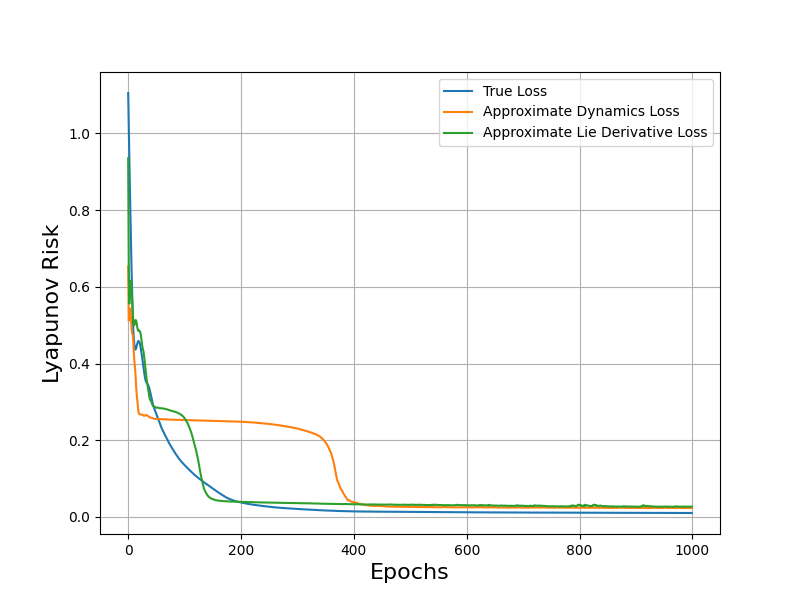 True Loss
Approximate Dynamics Loss
Approximate Lie Derivative Loss
1.0
0.8
0.6
0.4
0.2
0.0
Lyapunov Risk
0 200 400 600 800 1000
Epochs